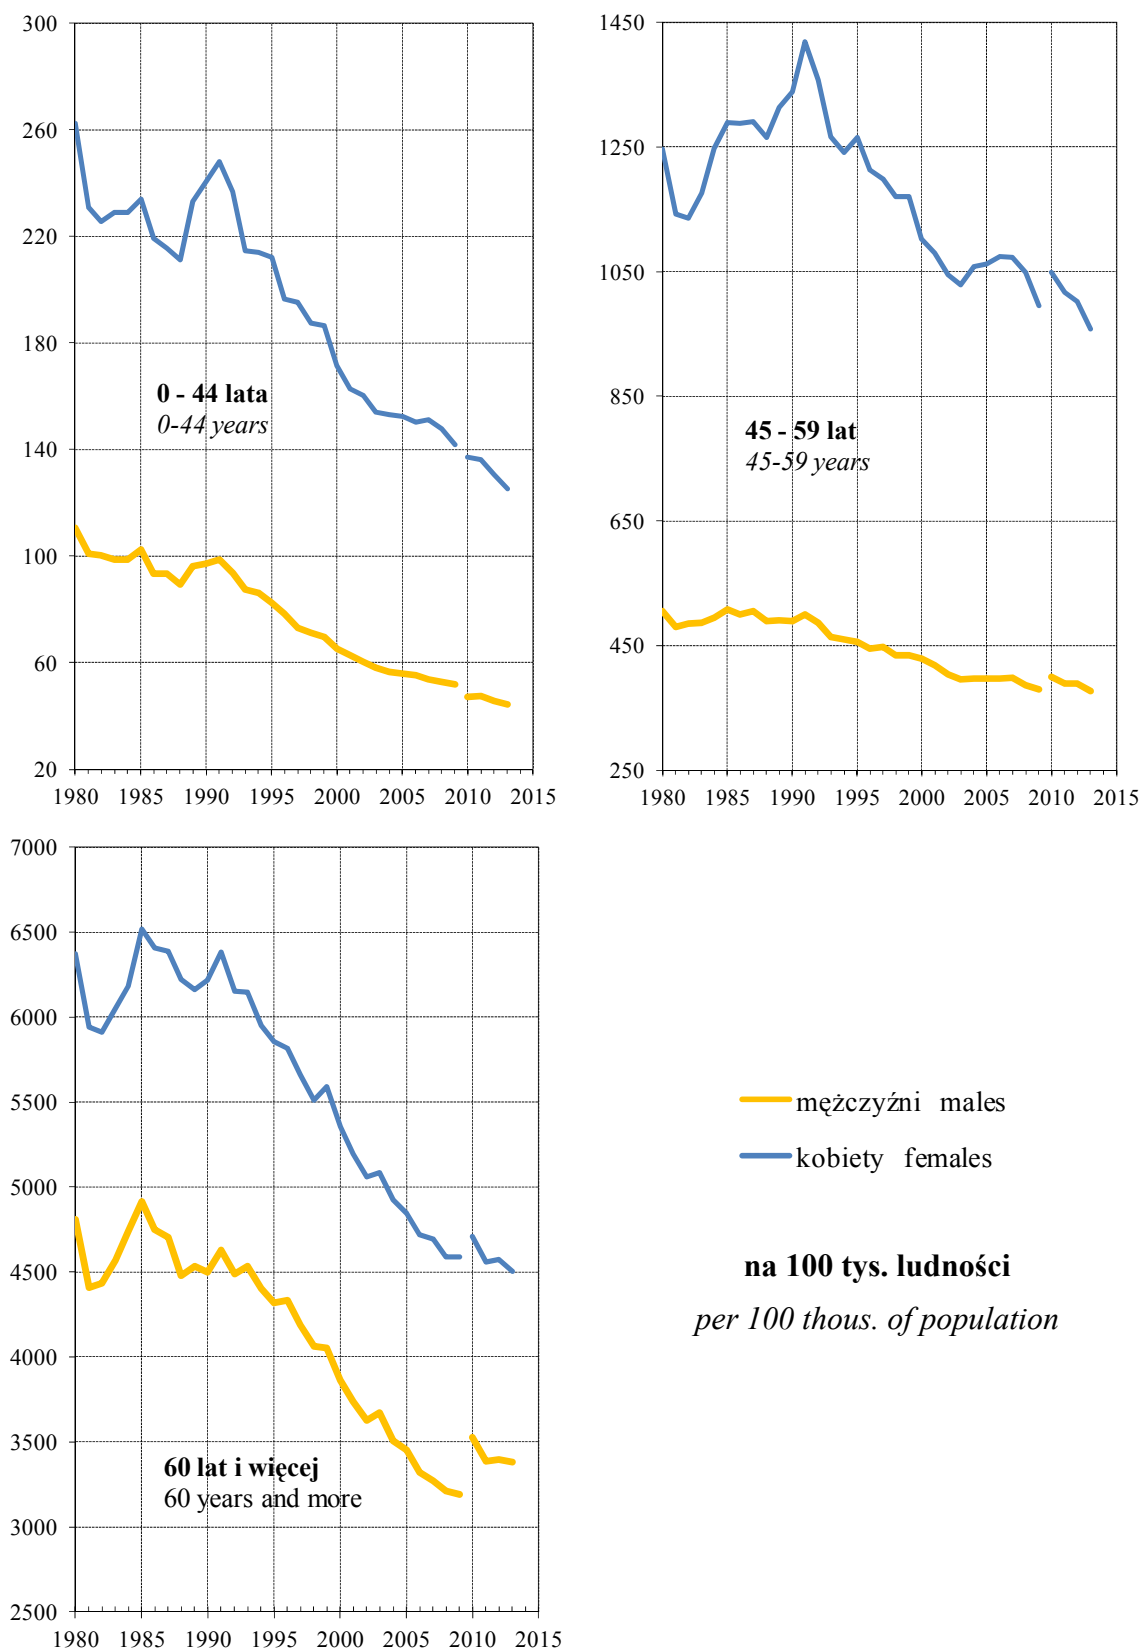 300
260
220
180
140
100
60
20
0 - 44 lata
0-44 years
1980 1985 1990 1995 2000 2005 2010 2015
1450
1250
1050
850
650
450
250
45 - 59 lat
45-59 years
1980 1985 1990 1995 2000 2005 2010 2015
7000
6500
6000
5500
5000
4500
4000
3500
3000
2500
60 lat i więcej
60 years and more
1980 1985 1990 1995 2000 2005 2010 2015
mężczyźni males
kobiety females
na 100 tys. ludności
per 100 thous. of population